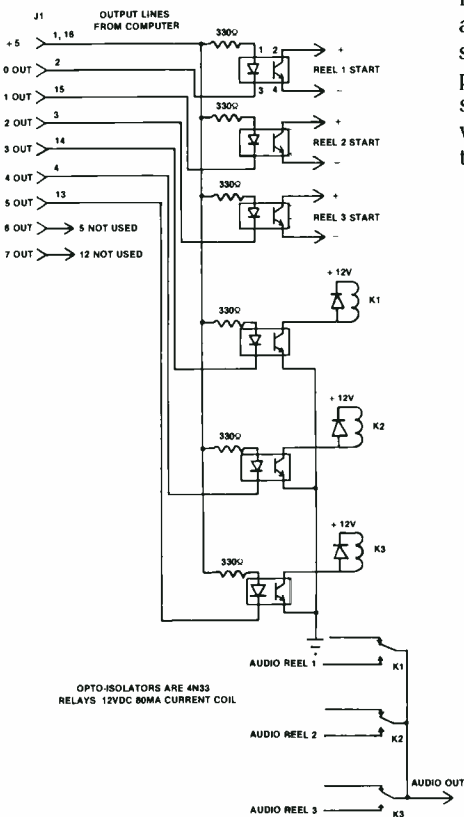 J1
OUTPUT LINES
FROM COMPUTER
+5 1, 16
330Ω
0 OUT 2
1 2
3 4
+
REEL 1 START
−
1 OUT 15
330Ω
2 OUT 3
+
REEL 2 START
−
3 OUT 14
4 OUT 4
330Ω
5 OUT 13
+
REEL 3 START
−
6 OUT 5 NOT USED
7 OUT 12 NOT USED
+ 12V
K1
330Ω
+ 12V
K2
330Ω
+ 12V
K3
330Ω
AUDIO REEL 1
K1
OPTO-ISOLATORS ARE 4N33
RELAYS 12VDC 80MA CURRENT COIL
AUDIO REEL 2
K2
AUDIO OUT
AUDIO REEL 3
K3